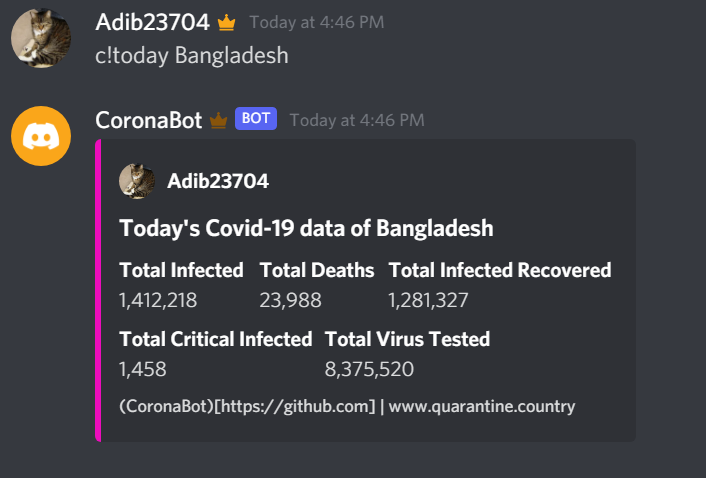 Adib23704 Today at 4:46 PM
c!today Bangladesh
CoronaBot BOT Today at 4:46 PM
Adib23704
Today's Covid-19 data of Bangladesh
Total Infected Total Deaths Total Infected Recovered
1,412,218 23,988 1,281,327
Total Critical Infected Total Virus Tested
1,458 8,375,520
(CoronaBot)[https://github.com] | www.quarantine.country